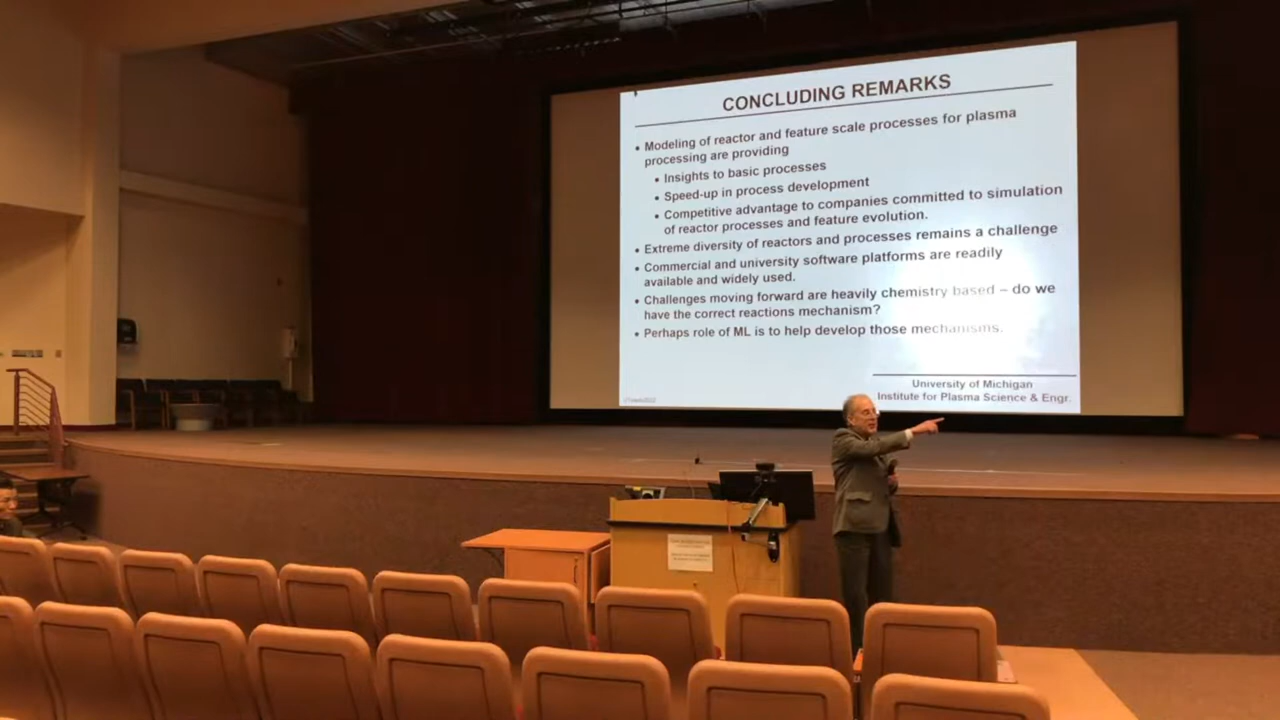 CONCLUDING REMARKS
• Modeling of reactor and feature scale processes for plasma
processing are providing
• Insights to basic processes
• Speed-up in process development
• Competitive advantage to companies committed to simulation
of reactor processes and feature evolution.
• Extreme diversity of reactors and processes remains a challenge
• Commercial and university software platforms are readily
available and widely used.
• Challenges moving forward are heavily chemistry based – do we
have the correct reactions mechanism?
• Perhaps role of ML is to help develop those mechanisms.
University of Michigan
Institute for Plasma Science & Engr.